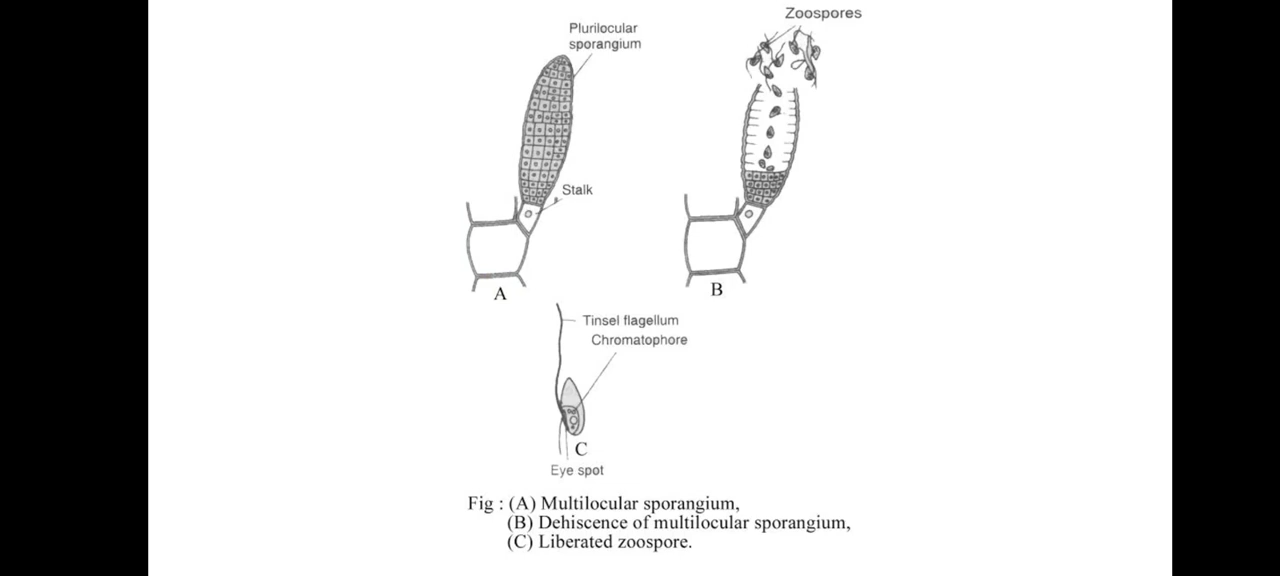 Zoospores
Plurilocular
sporangium
Stalk
A
B
Tinsel flagellum
Chromatophore
C
Eye spot
Fig : (A) Multilocular sporangium,
(B) Dehiscence of multilocular sporangium,
(C) Liberated zoospore.